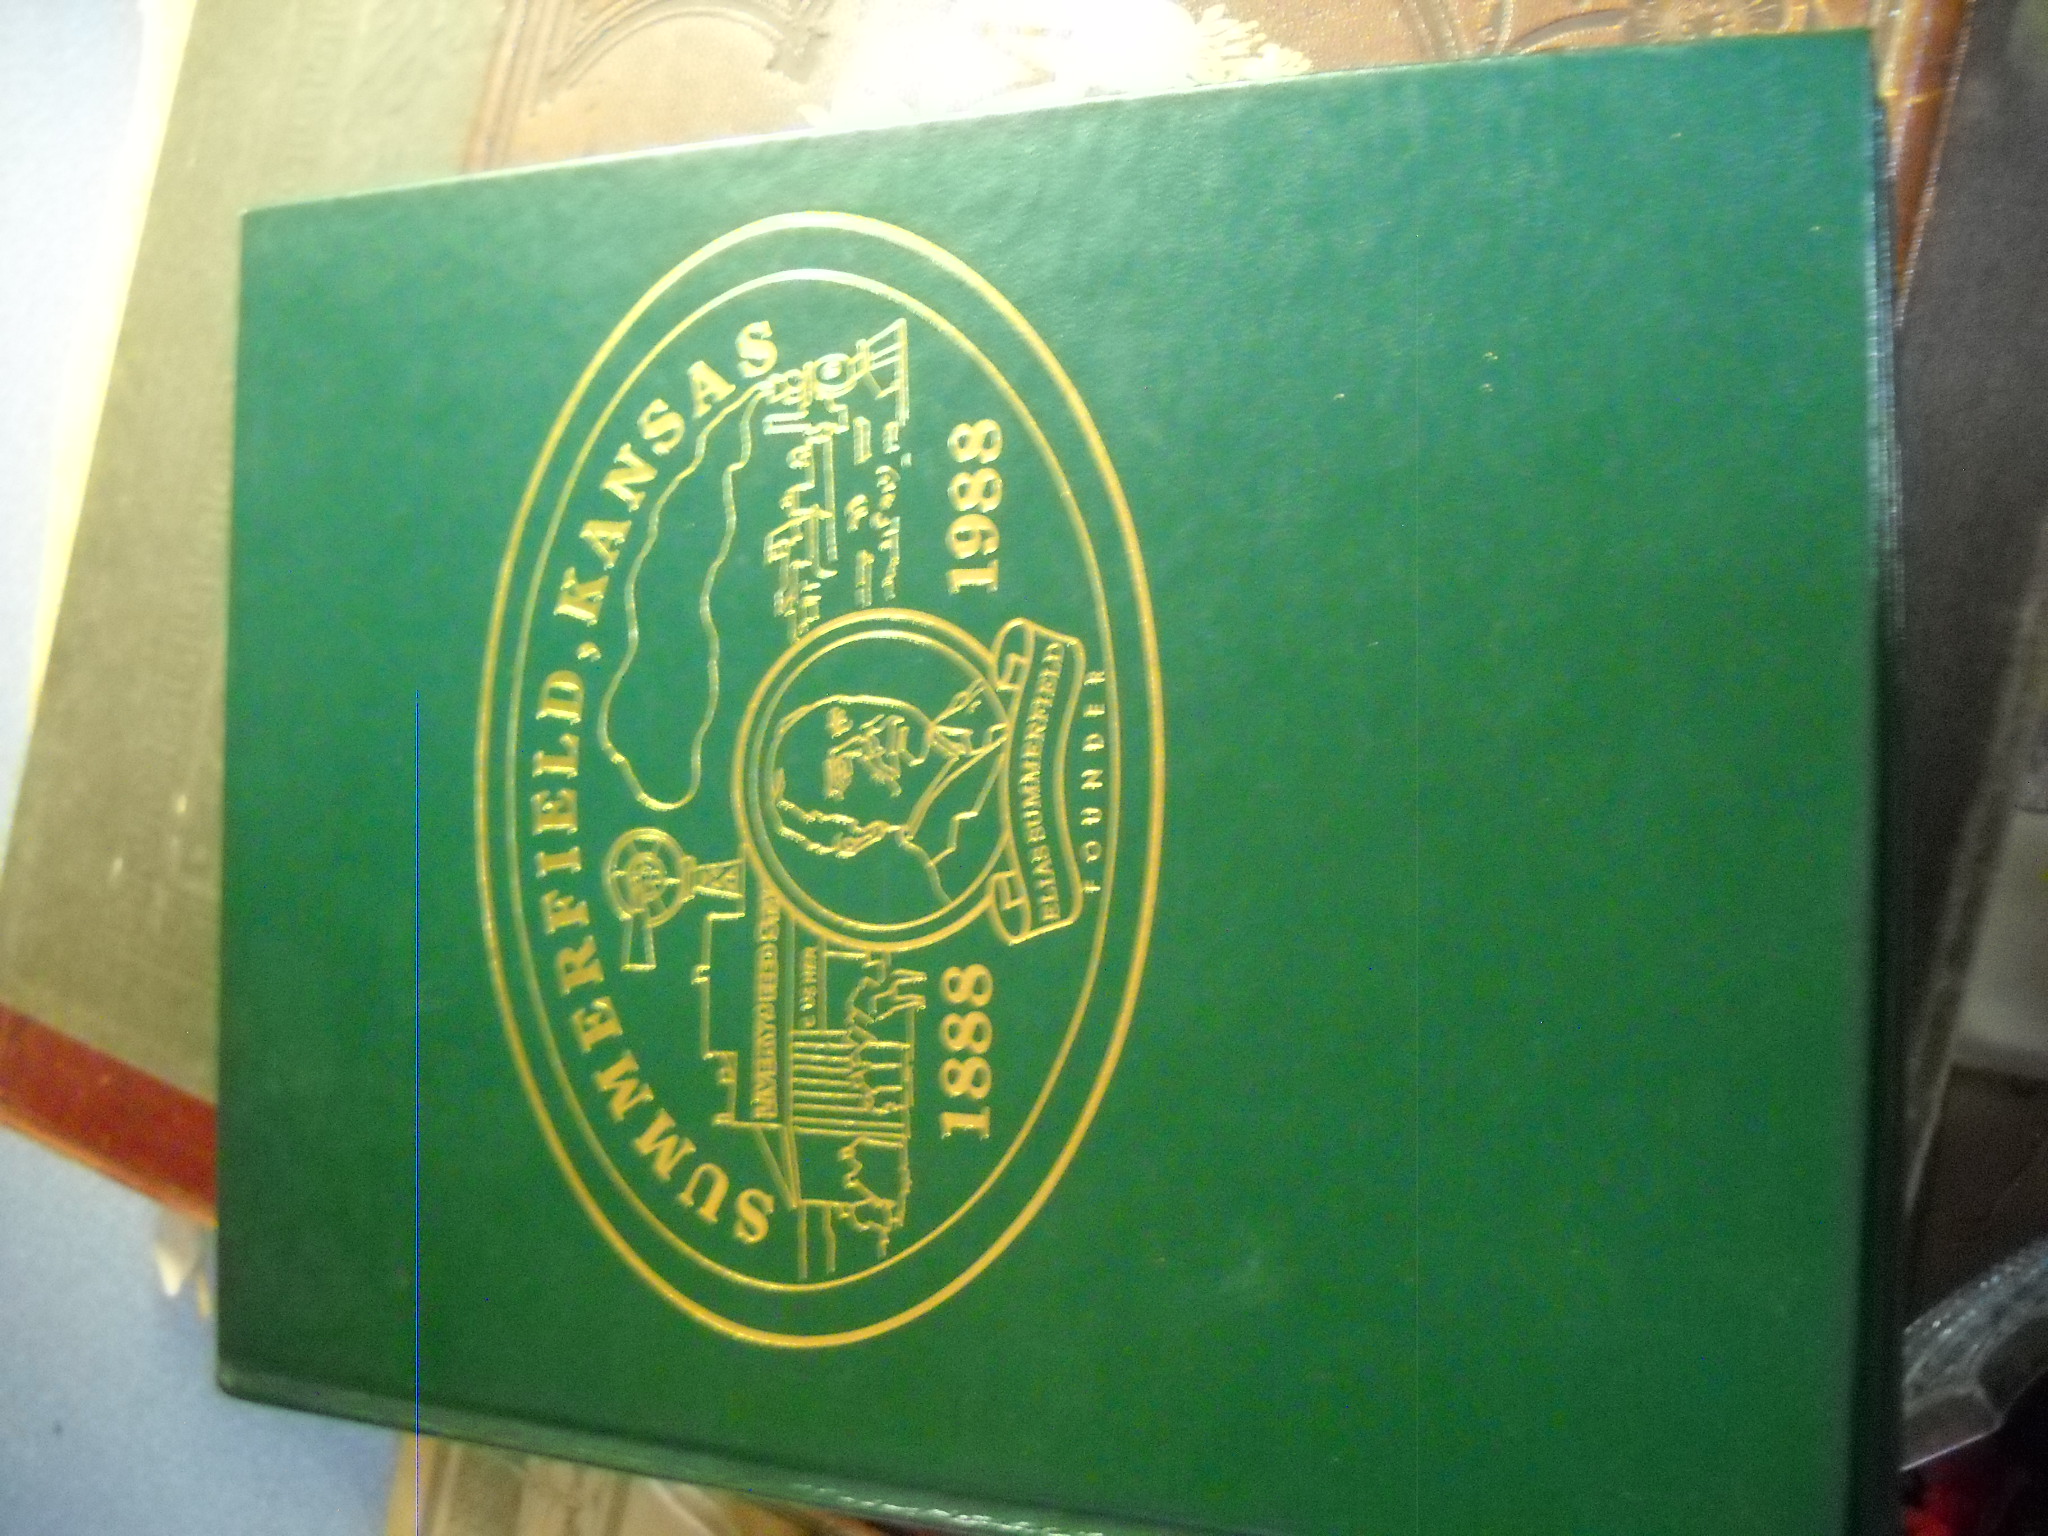 SUMMERFIELD, KANSAS
1888
1988
ELIAS SUMMERFIELD
FOUNDER